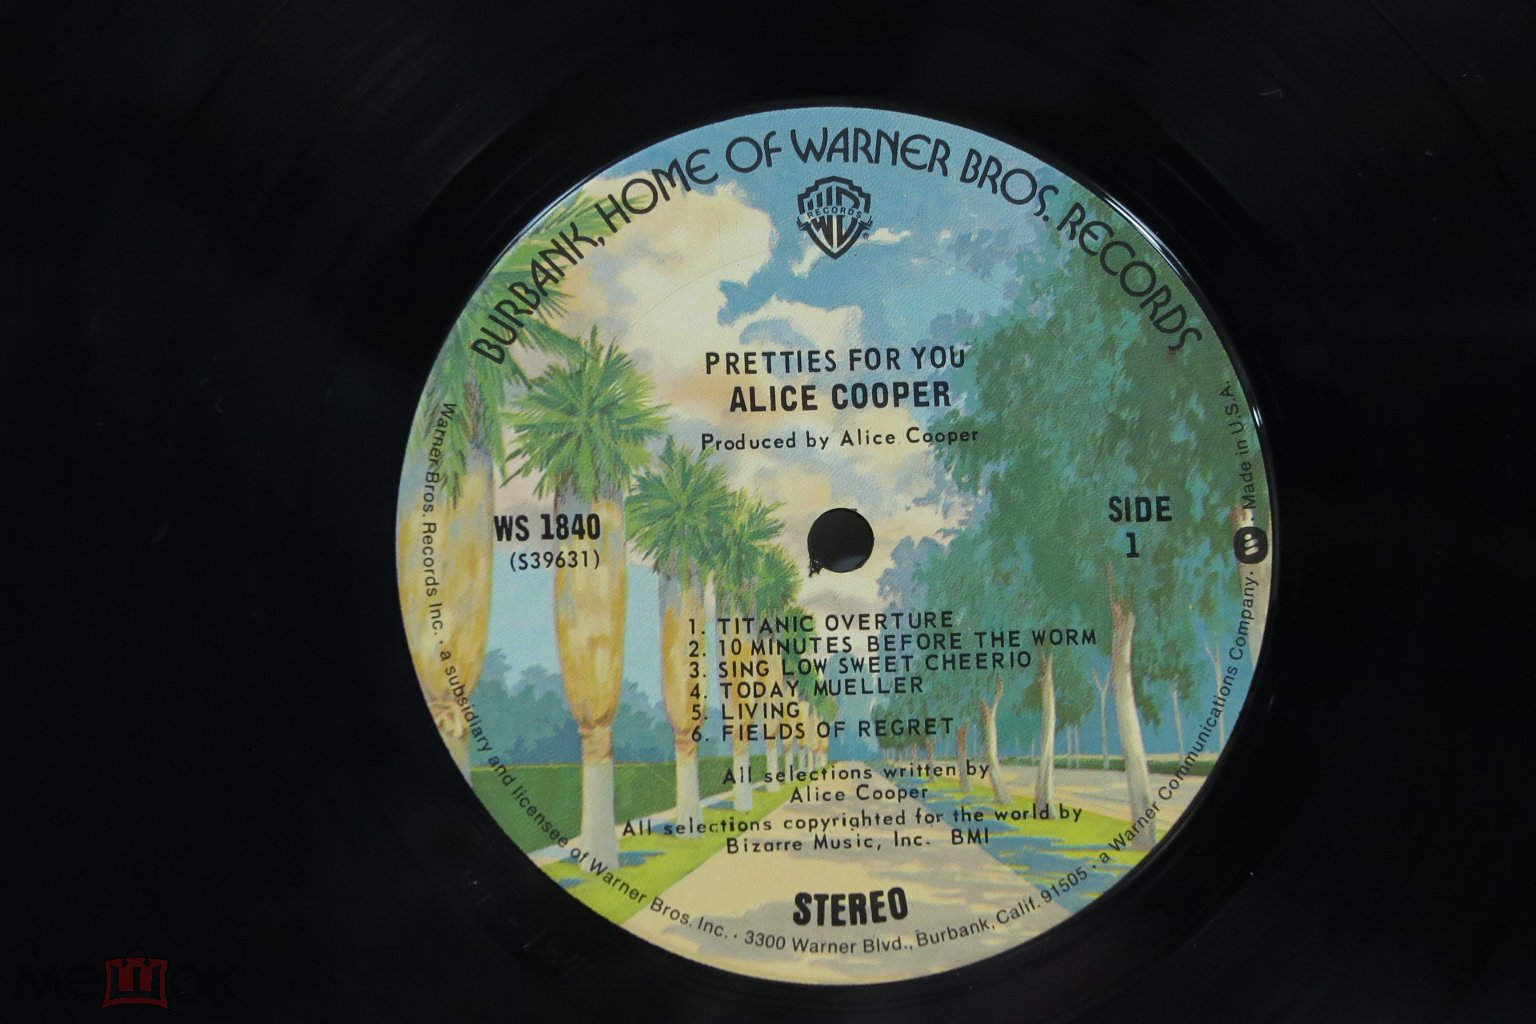 BURBANK, HOME OF WARNER BROS. RECORDS
RECORDS
PRETTIES FOR YOU
ALICE COOPER
Produced by Alice Cooper
WS 1840
(S39631)
SIDE
1
1. TITANIC OVERTURE
2. 10 MINUTES BEFORE THE WORM
3. SING LOW SWEET CHEERIO
4. TODAY MUELLER
5. LIVING
6. FIELDS OF REGRET
All selections written by
Alice Cooper
All selections copyrighted for the world by
Bizarre Music, Inc. BMI
STEREO
Warner Bros. Records Inc. · a subsidiary and licensee of Warner Bros. Inc. · 3300 Warner Blvd., Burbank, Calif. 91505 · a Warner Communications Company. · Made in U.S.A.